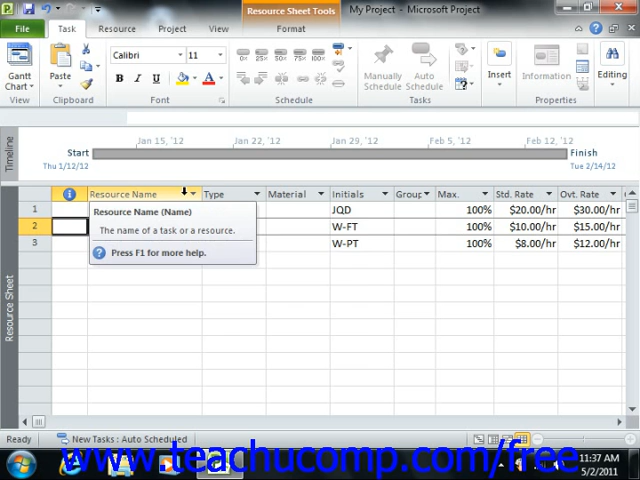 Resource Sheet Tools
My Project - Microsoft Project
File
Task
Resource
Project
View
Format
Gantt Chart
Paste
Calibri
11
B I U A
0% 25% 50% 75% 100%
Manually Schedule
Auto Schedule
Insert
Information
Editing
View
Clipboard
Font
Schedule
Tasks
Properties
Timeline
Jan 15, '12
Jan 22, '12
Jan 29, '12
Feb 5, '12
Feb 12, '12
Start
Thu 1/12/12
Finish
Tue 2/14/12
Resource Name
Type
Material
Initials
Group
Max.
Std. Rate
Ovt. Rate
1 JQD 100% $20.00/hr $30.00/hr
2 W-FT 100% $10.00/hr $15.00/hr
3 W-PT 100% $8.00/hr $12.00/hr
Resource Name (Name)
The name of a task or a resource.
Press F1 for more help.
Resource Sheet
Ready
New Tasks : Auto Scheduled
www.teachucomp.com/free
11:37 AM
5/2/2011